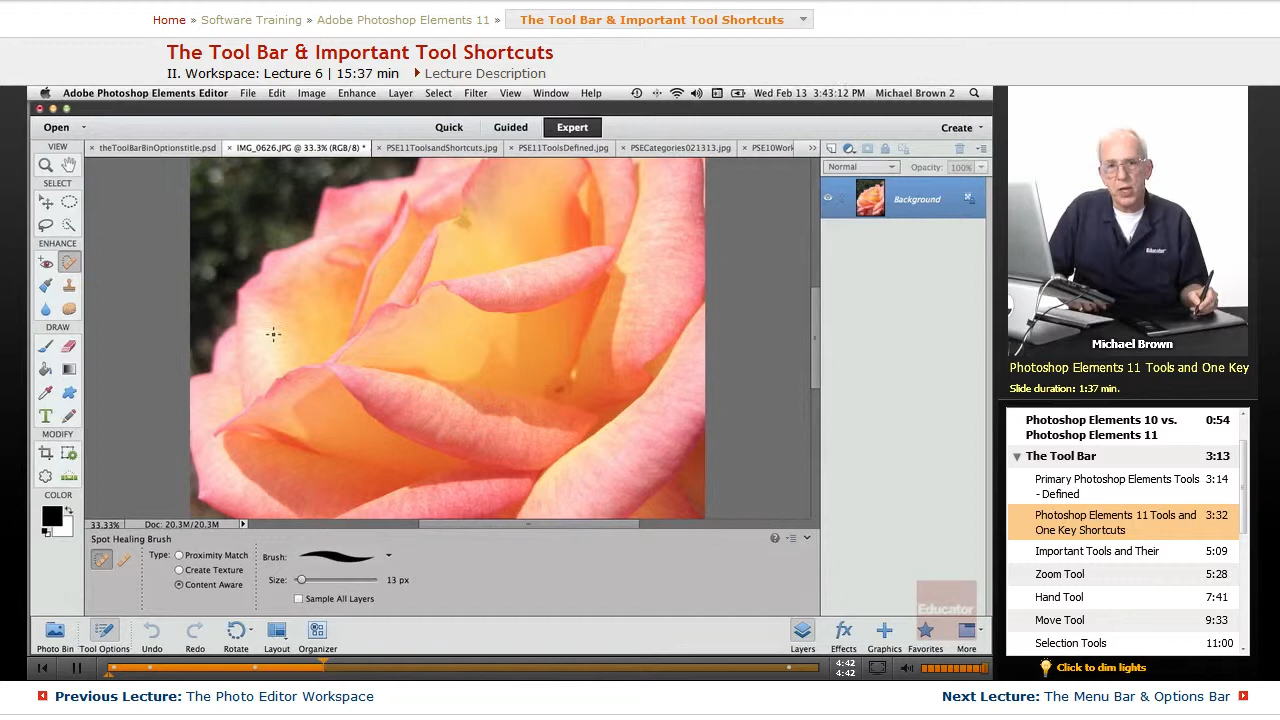 Home » Software Training » Adobe Photoshop Elements 11 » The Tool Bar & Important Tool Shortcuts
The Tool Bar & Important Tool Shortcuts
II. Workspace: Lecture 6 | 15:37 min Lecture Description
Adobe Photoshop Elements Editor File Edit Image Enhance Layer Select Filter View Window Help Wed Feb 13 3:43:12 PM Michael Brown 2
Open Quick Guided Expert Create
VIEW
theToolBarBinOptionstitle.psd IMG_0626.JPG @ 33.3% (RGB/8) * PSE11ToolsandShortcuts.jpg PSE11ToolsDefined.jpg PSECategories021313.jpg PSE10Work
Normal Opacity: 100%
SELECT
Background
ENHANCE
DRAW
T
MODIFY
COLOR
33.33% Doc: 20.3M/20.3M
Spot Healing Brush
Type: Proximity Match
Create Texture
Content Aware
Brush:
Size: 13 px
Sample All Layers
Educator
Photo Bin Tool Options Undo Redo Rotate Layout Organizer
fx
Layers Effects Graphics Favorites More
Educator
Michael Brown
Photoshop Elements 11 Tools and One Key
Slide duration: 1:37 min.
Photoshop Elements 10 vs. 0:54
Photoshop Elements 11
The Tool Bar 3:13
Primary Photoshop Elements Tools 3:14
- Defined
Photoshop Elements 11 Tools and 3:32
One Key Shortcuts
Important Tools and Their 5:09
Zoom Tool 5:28
Hand Tool 7:41
Move Tool 9:33
Selection Tools 11:00
4:42
4:42
Click to dim lights
Previous Lecture: The Photo Editor Workspace
Next Lecture: The Menu Bar & Options Bar